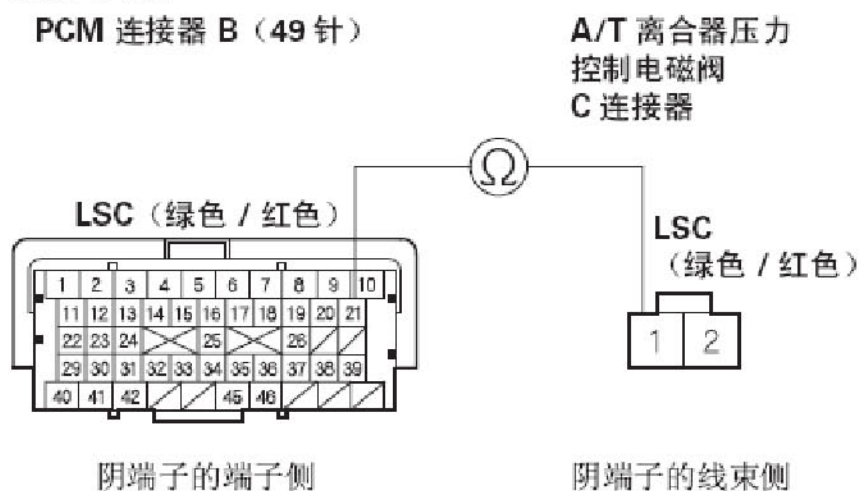 PCM 连接器 B（49 针）
A/T 离合器压力
控制电磁阀
C 连接器
Ω
LSC（绿色 / 红色）
LSC
（绿色 / 红色）
1 2 3 4 5 6 7 8 9 10
11 12 13 14 15 16 17 18 19 20 21
22 23 24 25 26
29 30 31 32 33 34 35 36 37 38 39
40 41 42 45 46
1 2
阴端子的端子侧
阴端子的线束侧